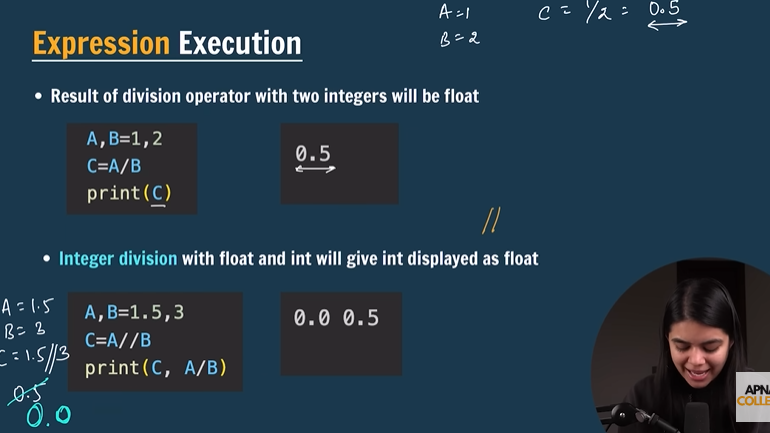 A=1
B=2
C = 1/2 = 0.5
Expression Execution
• Result of division operator with two integers will be float
A,B=1,2
C=A/B
print(C)
0.5
//
• Integer division with float and int will give int displayed as float
A = 1.5
B = 3
C = 1.5//3
0.5
0.0
A,B=1.5,3
C=A//B
print(C, A/B)
0.0 0.5
APNA
COLLE